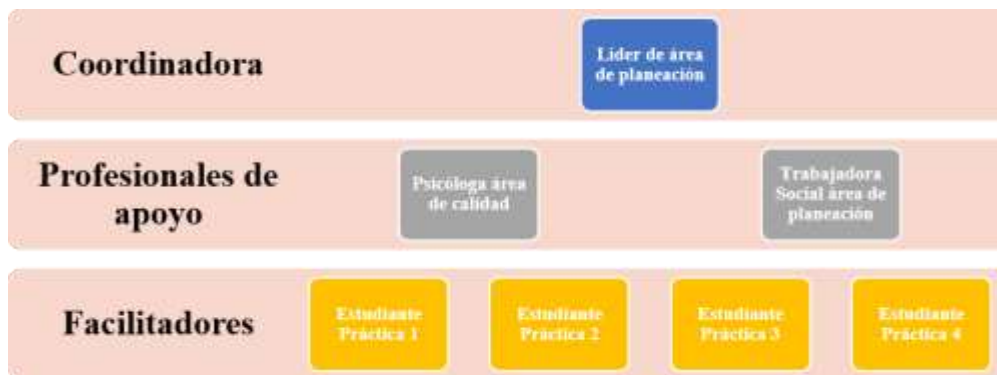 Coordinadora
Líder de área
de planeación
Profesionales de
apoyo
Psicóloga área
de calidad
Trabajadora
Social área de
planeación
Facilitadores
Estudiante
Práctica 1
Estudiante
Práctica 2
Estudiante
Práctica 3
Estudiante
Práctica 4